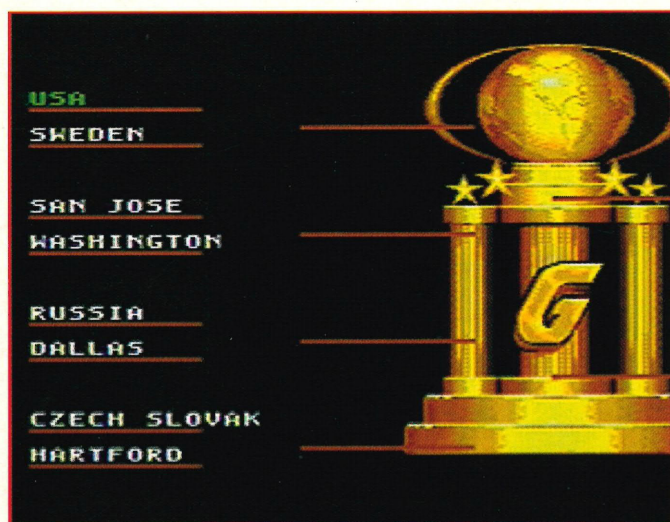 USA
SWEDEN
SAN JOSE
WASHINGTON
RUSSIA
DALLAS
CZECH SLOVAK
HARTFORD
G